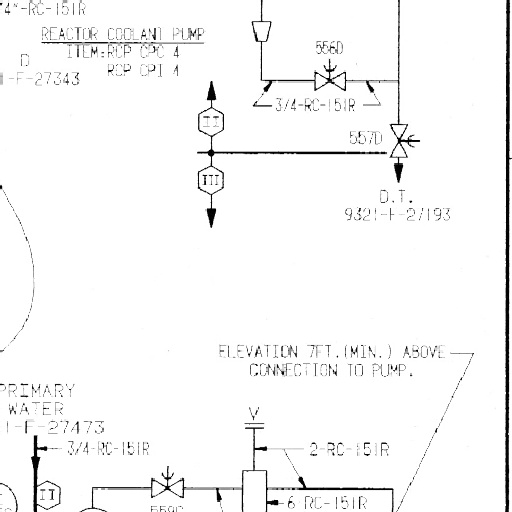 4"-RC-151R
REACTOR COOLANT PUMP
ITEM:RCP CPC 4
RCP CPI 4
D
-F-27343
556D
3/4-RC-151R
II
557D
III
D.T.
9321-F-27193
ELEVATION 7FT.(MIN.) ABOVE
CONNECTION TO PUMP.
PRIMARY
WATER
1-F-27473
V
3/4-RC-151R
2-RC-151R
II
6 RC-151R